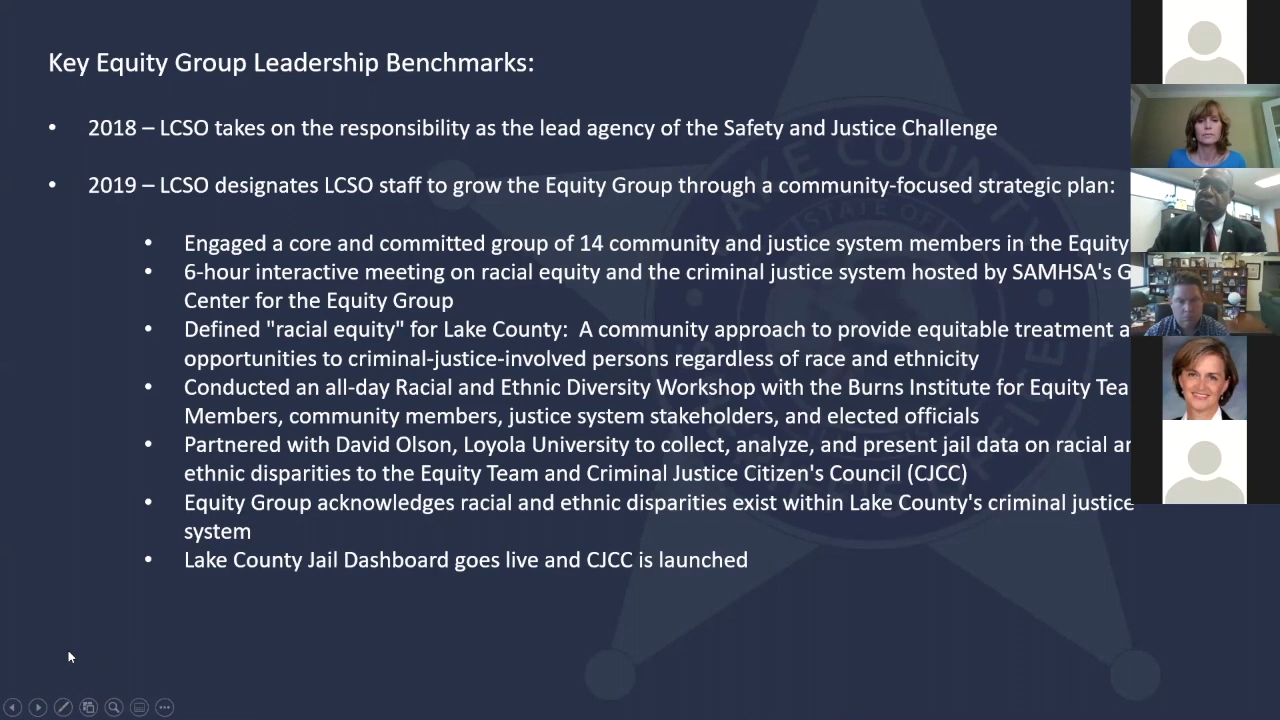 Key Equity Group Leadership Benchmarks:
• 2018 – LCSO takes on the responsibility as the lead agency of the Safety and Justice Challenge
• 2019 – LCSO designates LCSO staff to grow the Equity Group through a community-focused strategic plan:
• Engaged a core and committed group of 14 community and justice system members in the Equity
• 6-hour interactive meeting on racial equity and the criminal justice system hosted by SAMHSA's G
Center for the Equity Group
• Defined "racial equity" for Lake County: A community approach to provide equitable treatment a
opportunities to criminal-justice-involved persons regardless of race and ethnicity
• Conducted an all-day Racial and Ethnic Diversity Workshop with the Burns Institute for Equity Tea
Members, community members, justice system stakeholders, and elected officials
• Partnered with David Olson, Loyola University to collect, analyze, and present jail data on racial ar
ethnic disparities to the Equity Team and Criminal Justice Citizen's Council (CJCC)
• Equity Group acknowledges racial and ethnic disparities exist within Lake County's criminal justice
system
• Lake County Jail Dashboard goes live and CJCC is launched
LAKE COUNTY
STATE OF